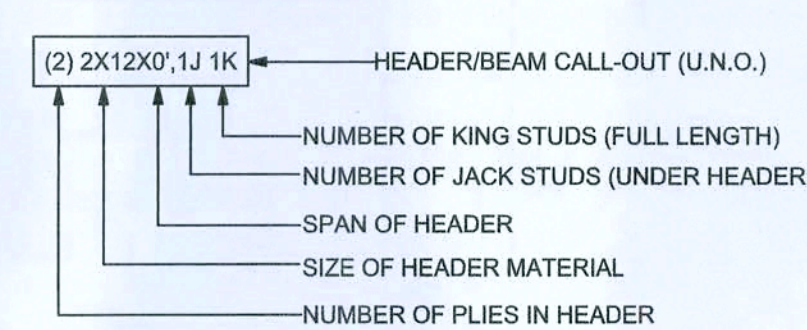 (2) 2X12X0',1J 1K HEADER/BEAM CALL-OUT (U.N.O.)
NUMBER OF KING STUDS (FULL LENGTH)
NUMBER OF JACK STUDS (UNDER HEADER
SPAN OF HEADER
SIZE OF HEADER MATERIAL
NUMBER OF PLIES IN HEADER